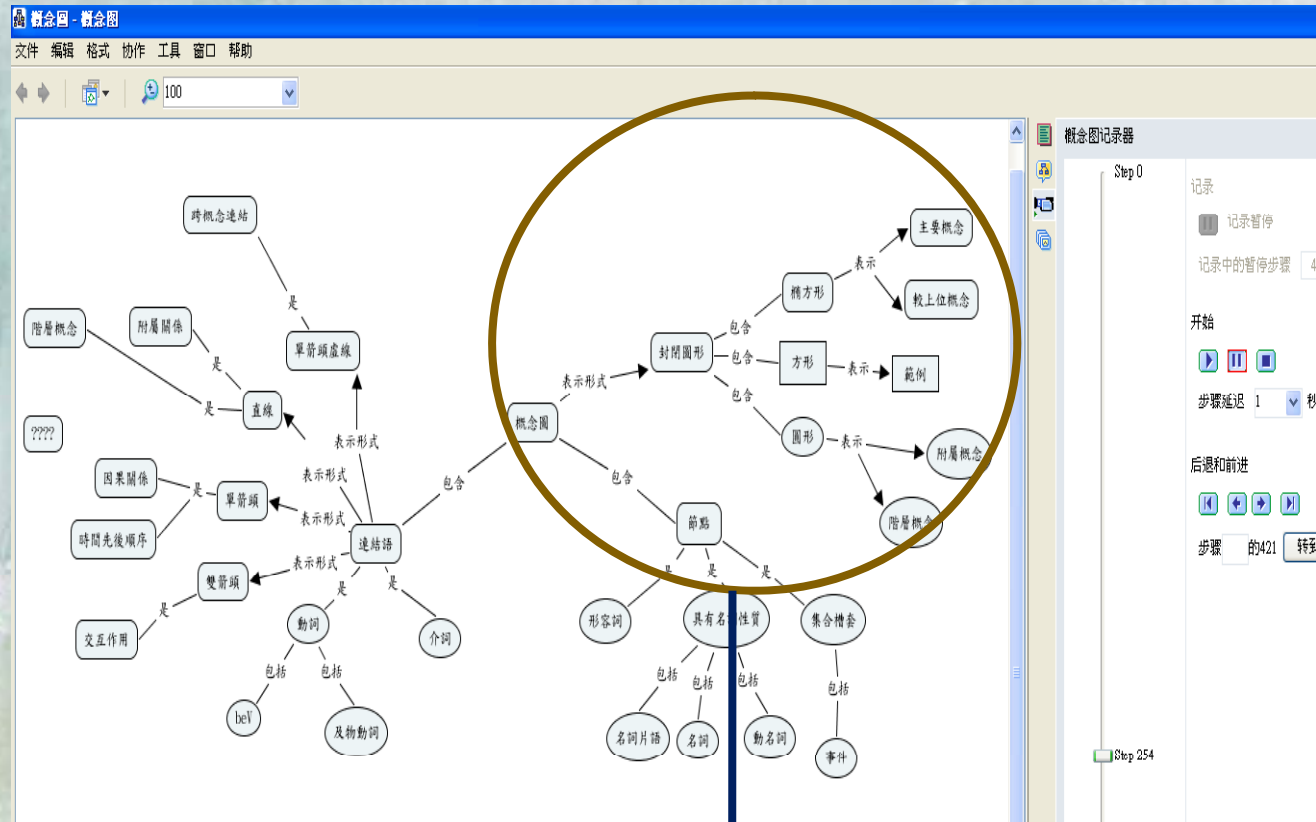 概念圖 - 概念图
文件 编辑 格式 协作 工具 窗口 帮助
100
概念图记录器
Step 0
记录
记录暂停
记录中的暂停步骤 4
开始
步骤延迟 1 秒
后退和前进
步骤 的421 转到
Stop 254
跨概念連結
是
單箭頭虛線
階層概念
附屬關係
是
是
直線
????
表示形式
表示形式
因果關係
是
單箭頭
表示形式
時間先後順序
連結語
表示形式
雙箭頭
是
交互作用
是
是
動詞
介詞
包括
包括
beV
及物動詞
包含
概念圖
表示形式
封閉圖形
包含
橢方形
表示
主要概念
較上位概念
包含
方形
表示
範例
包含
圓形
表示
附屬概念
階層概念
包含
節點
是
是
是
形容詞
具有名詞性質
集合槽套
包括
包括
包括
包括
名詞片語
名詞
動名詞
事件